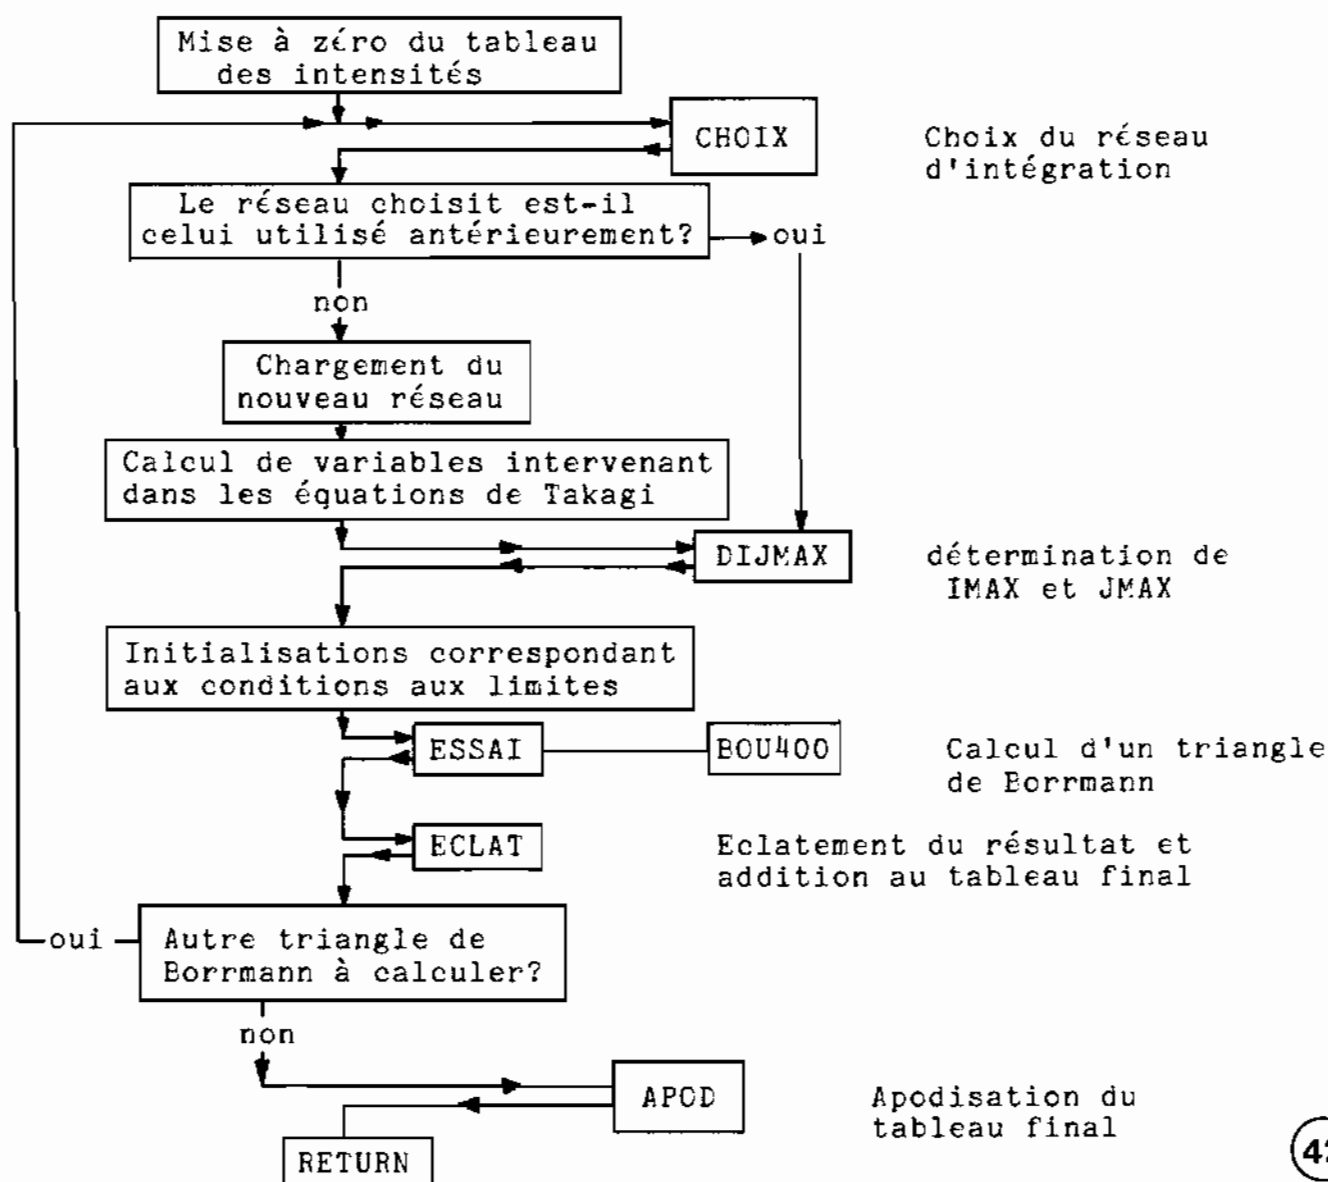 Mise à zéro du tableau
des intensités
CHOIX
Choix du réseau
d'intégration
Le réseau choisit est-il
celui utilisé antérieurement?
oui
non
Chargement du
nouveau réseau
Calcul de variables intervenant
dans les équations de Takagi
DIJMAX
détermination de
IMAX et JMAX
Initialisations correspondant
aux conditions aux limites
ESSAI
BOU400
Calcul d'un triangle
de Borrmann
ECLAT
Eclatement du résultat et
addition au tableau final
oui
Autre triangle de
Borrmann à calculer?
non
APOD
Apodisation du
tableau final
RETURN